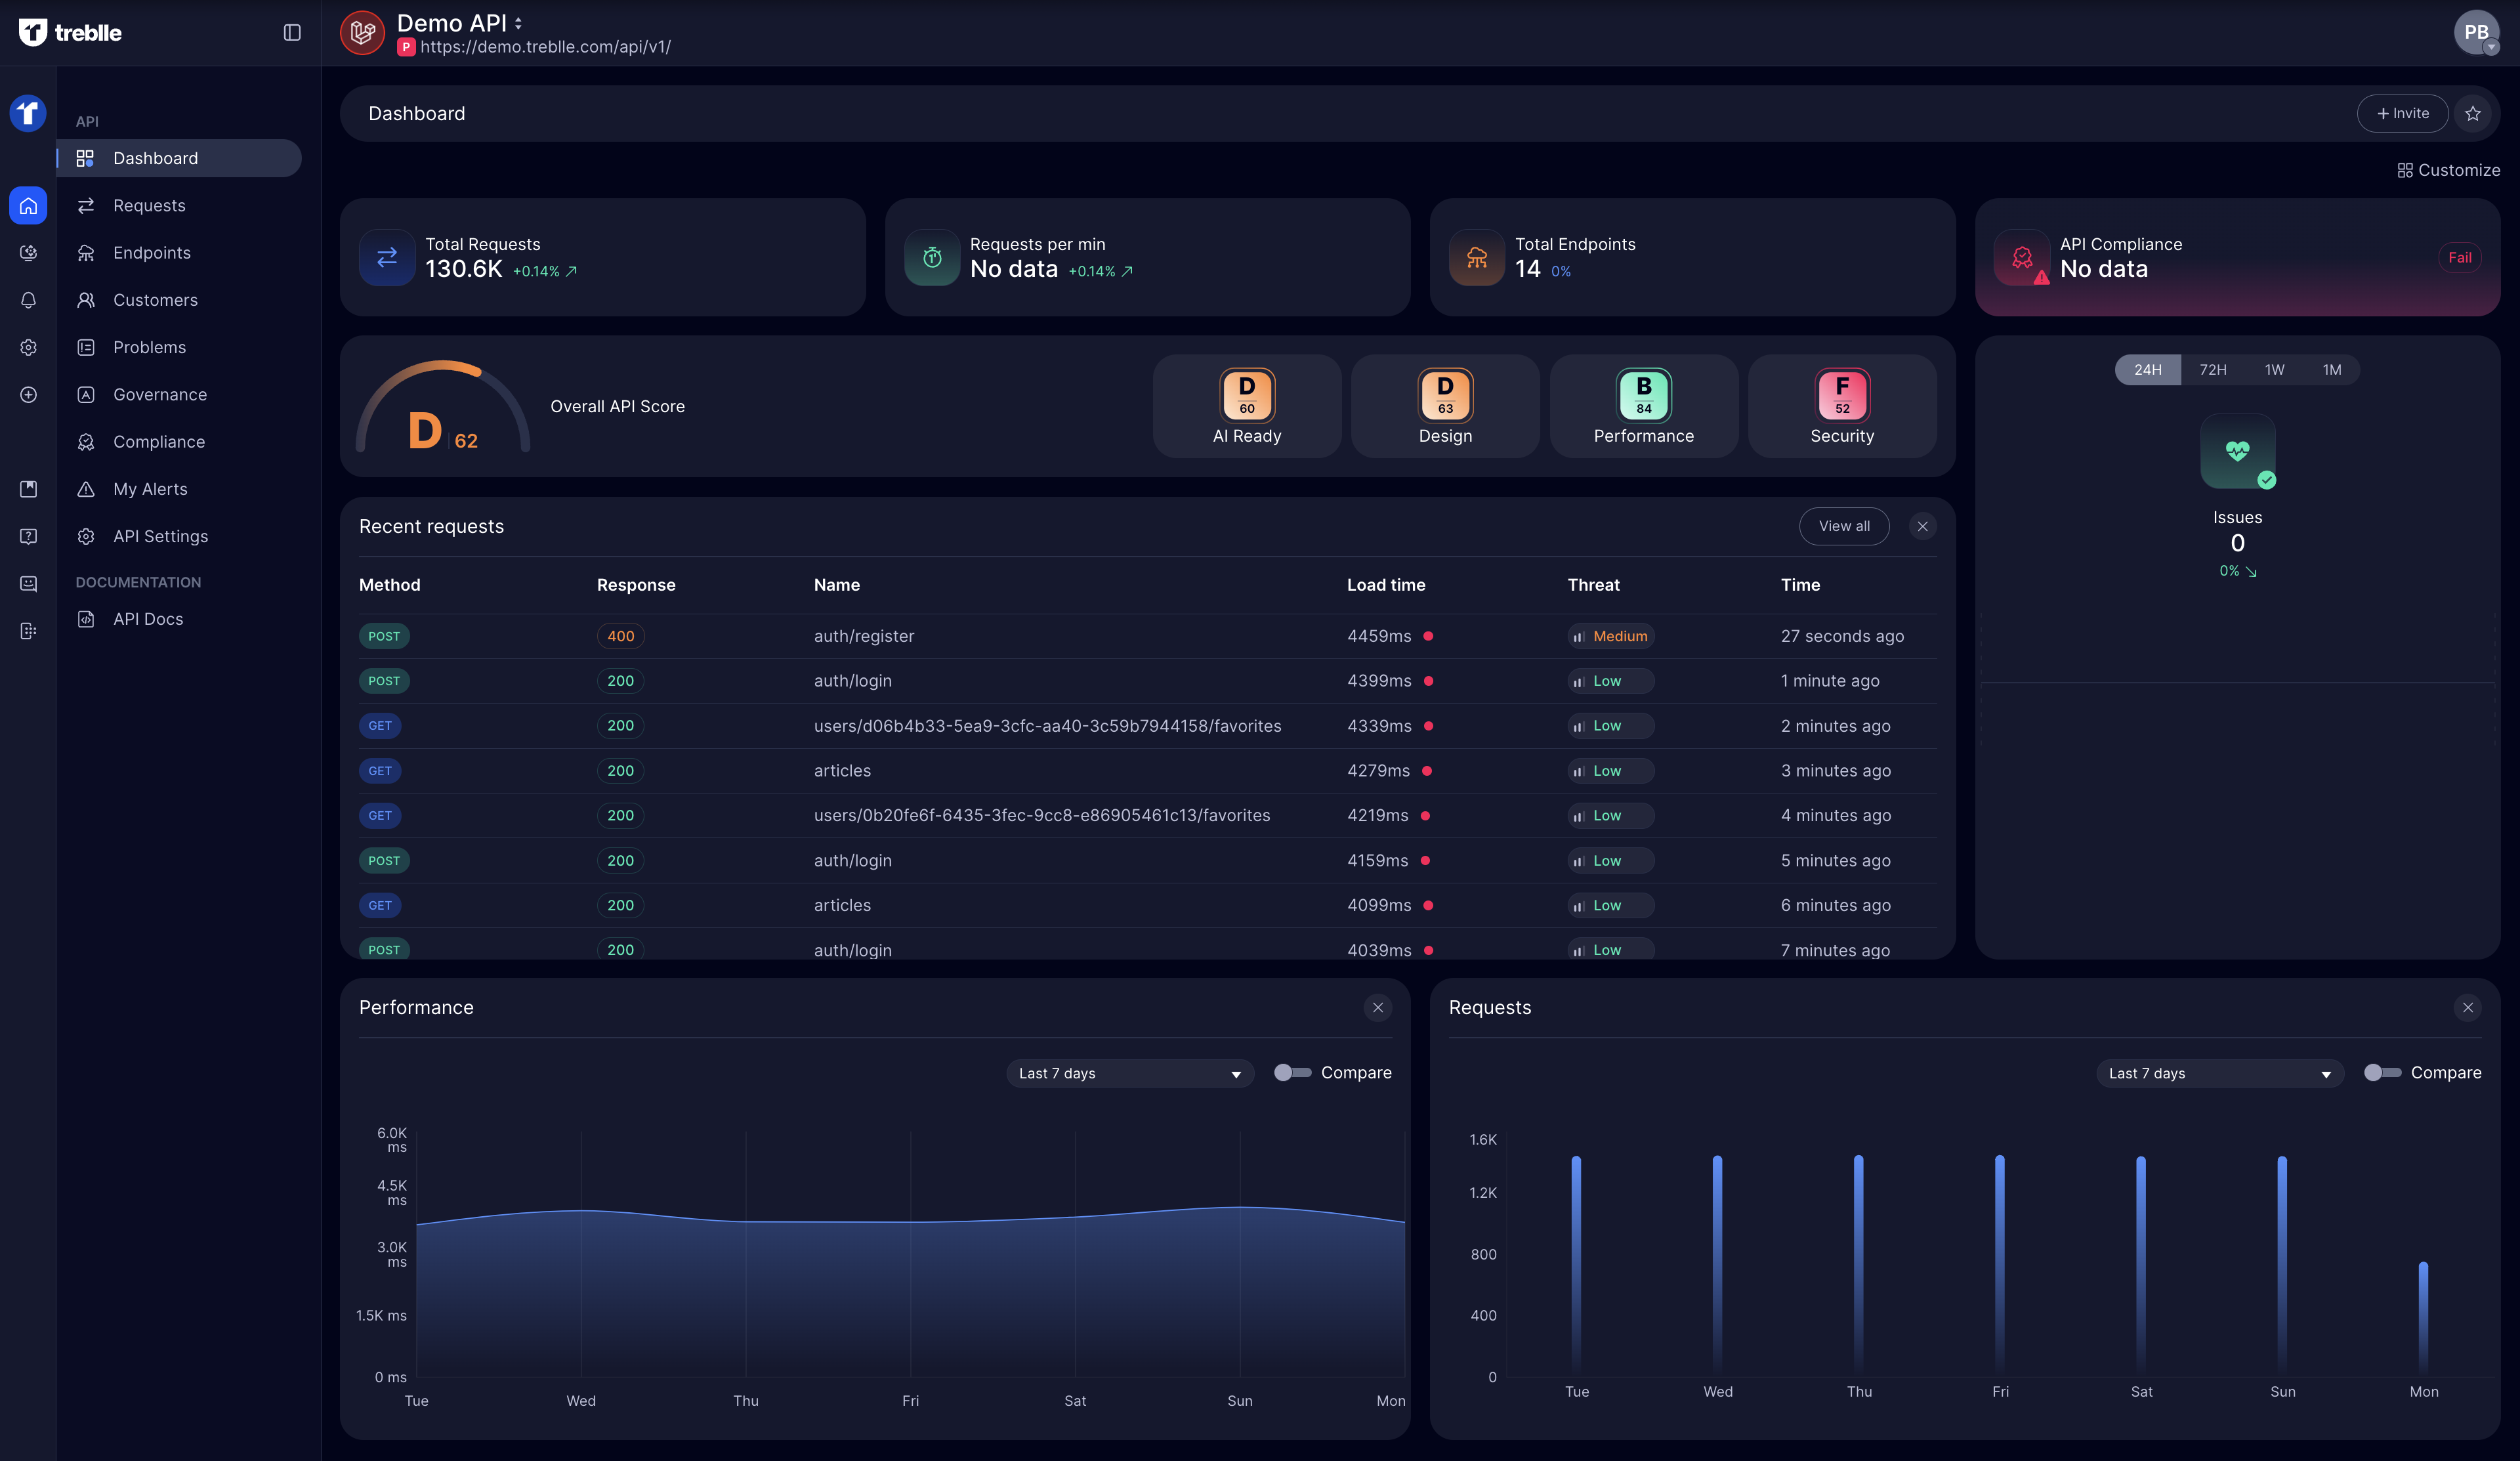 treblle
Demo API
P https://demo.treblle.com/api/v1/
PB
API
Dashboard
Requests
Endpoints
Customers
Problems
Governance
Compliance
My Alerts
API Settings
DOCUMENTATION
API Docs
Dashboard
+ Invite
Customize
Total Requests
130.6K +0.14%
Requests per min
No data +0.14%
Total Endpoints
14 0%
API Compliance
No data
Fail
D 62
Overall API Score
D
60
AI Ready
D
63
Design
B
84
Performance
F
52
Security
24H 72H 1W 1M
Issues
0
0%
Recent requests
View all
Method Response Name Load time Threat Time
POST 400 auth/register 4459ms Medium 27 seconds ago
POST 200 auth/login 4399ms Low 1 minute ago
GET 200 users/d06b4b33-5ea9-3cfc-aa40-3c59b7944158/favorites 4339ms Low 2 minutes ago
GET 200 articles 4279ms Low 3 minutes ago
GET 200 users/0b20fe6f-6435-3fec-9cc8-e86905461c13/favorites 4219ms Low 4 minutes ago
POST 200 auth/login 4159ms Low 5 minutes ago
GET 200 articles 4099ms Low 6 minutes ago
POST 200 auth/login 4039ms Low 7 minutes ago
Performance
Last 7 days
Compare
6.0K
ms
4.5K
ms
3.0K
ms
1.5K ms
0 ms
Tue Wed Thu Fri Sat Sun Mon
Requests
Last 7 days
Compare
1.6K
1.2K
800
400
0
Tue Wed Thu Fri Sat Sun Mon